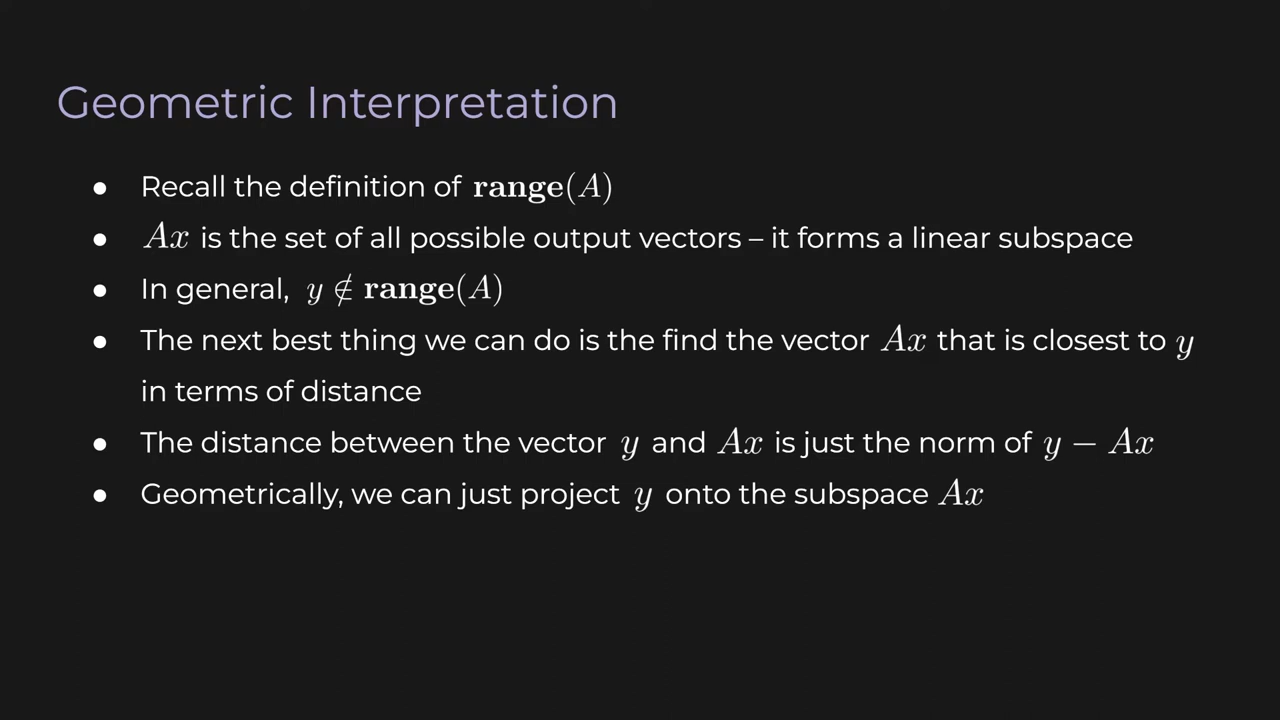 Geometric Interpretation
● Recall the definition of range(A)
● Ax is the set of all possible output vectors – it forms a linear subspace
● In general, y ∉ range(A)
● The next best thing we can do is the find the vector Ax that is closest to y
in terms of distance
● The distance between the vector y and Ax is just the norm of y − Ax
● Geometrically, we can just project y onto the subspace Ax